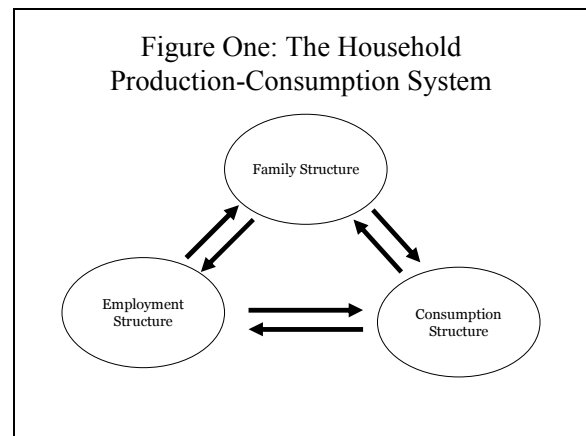 Figure One: The Household
Production-Consumption System
Family Structure
Employment
Structure
Consumption
Structure